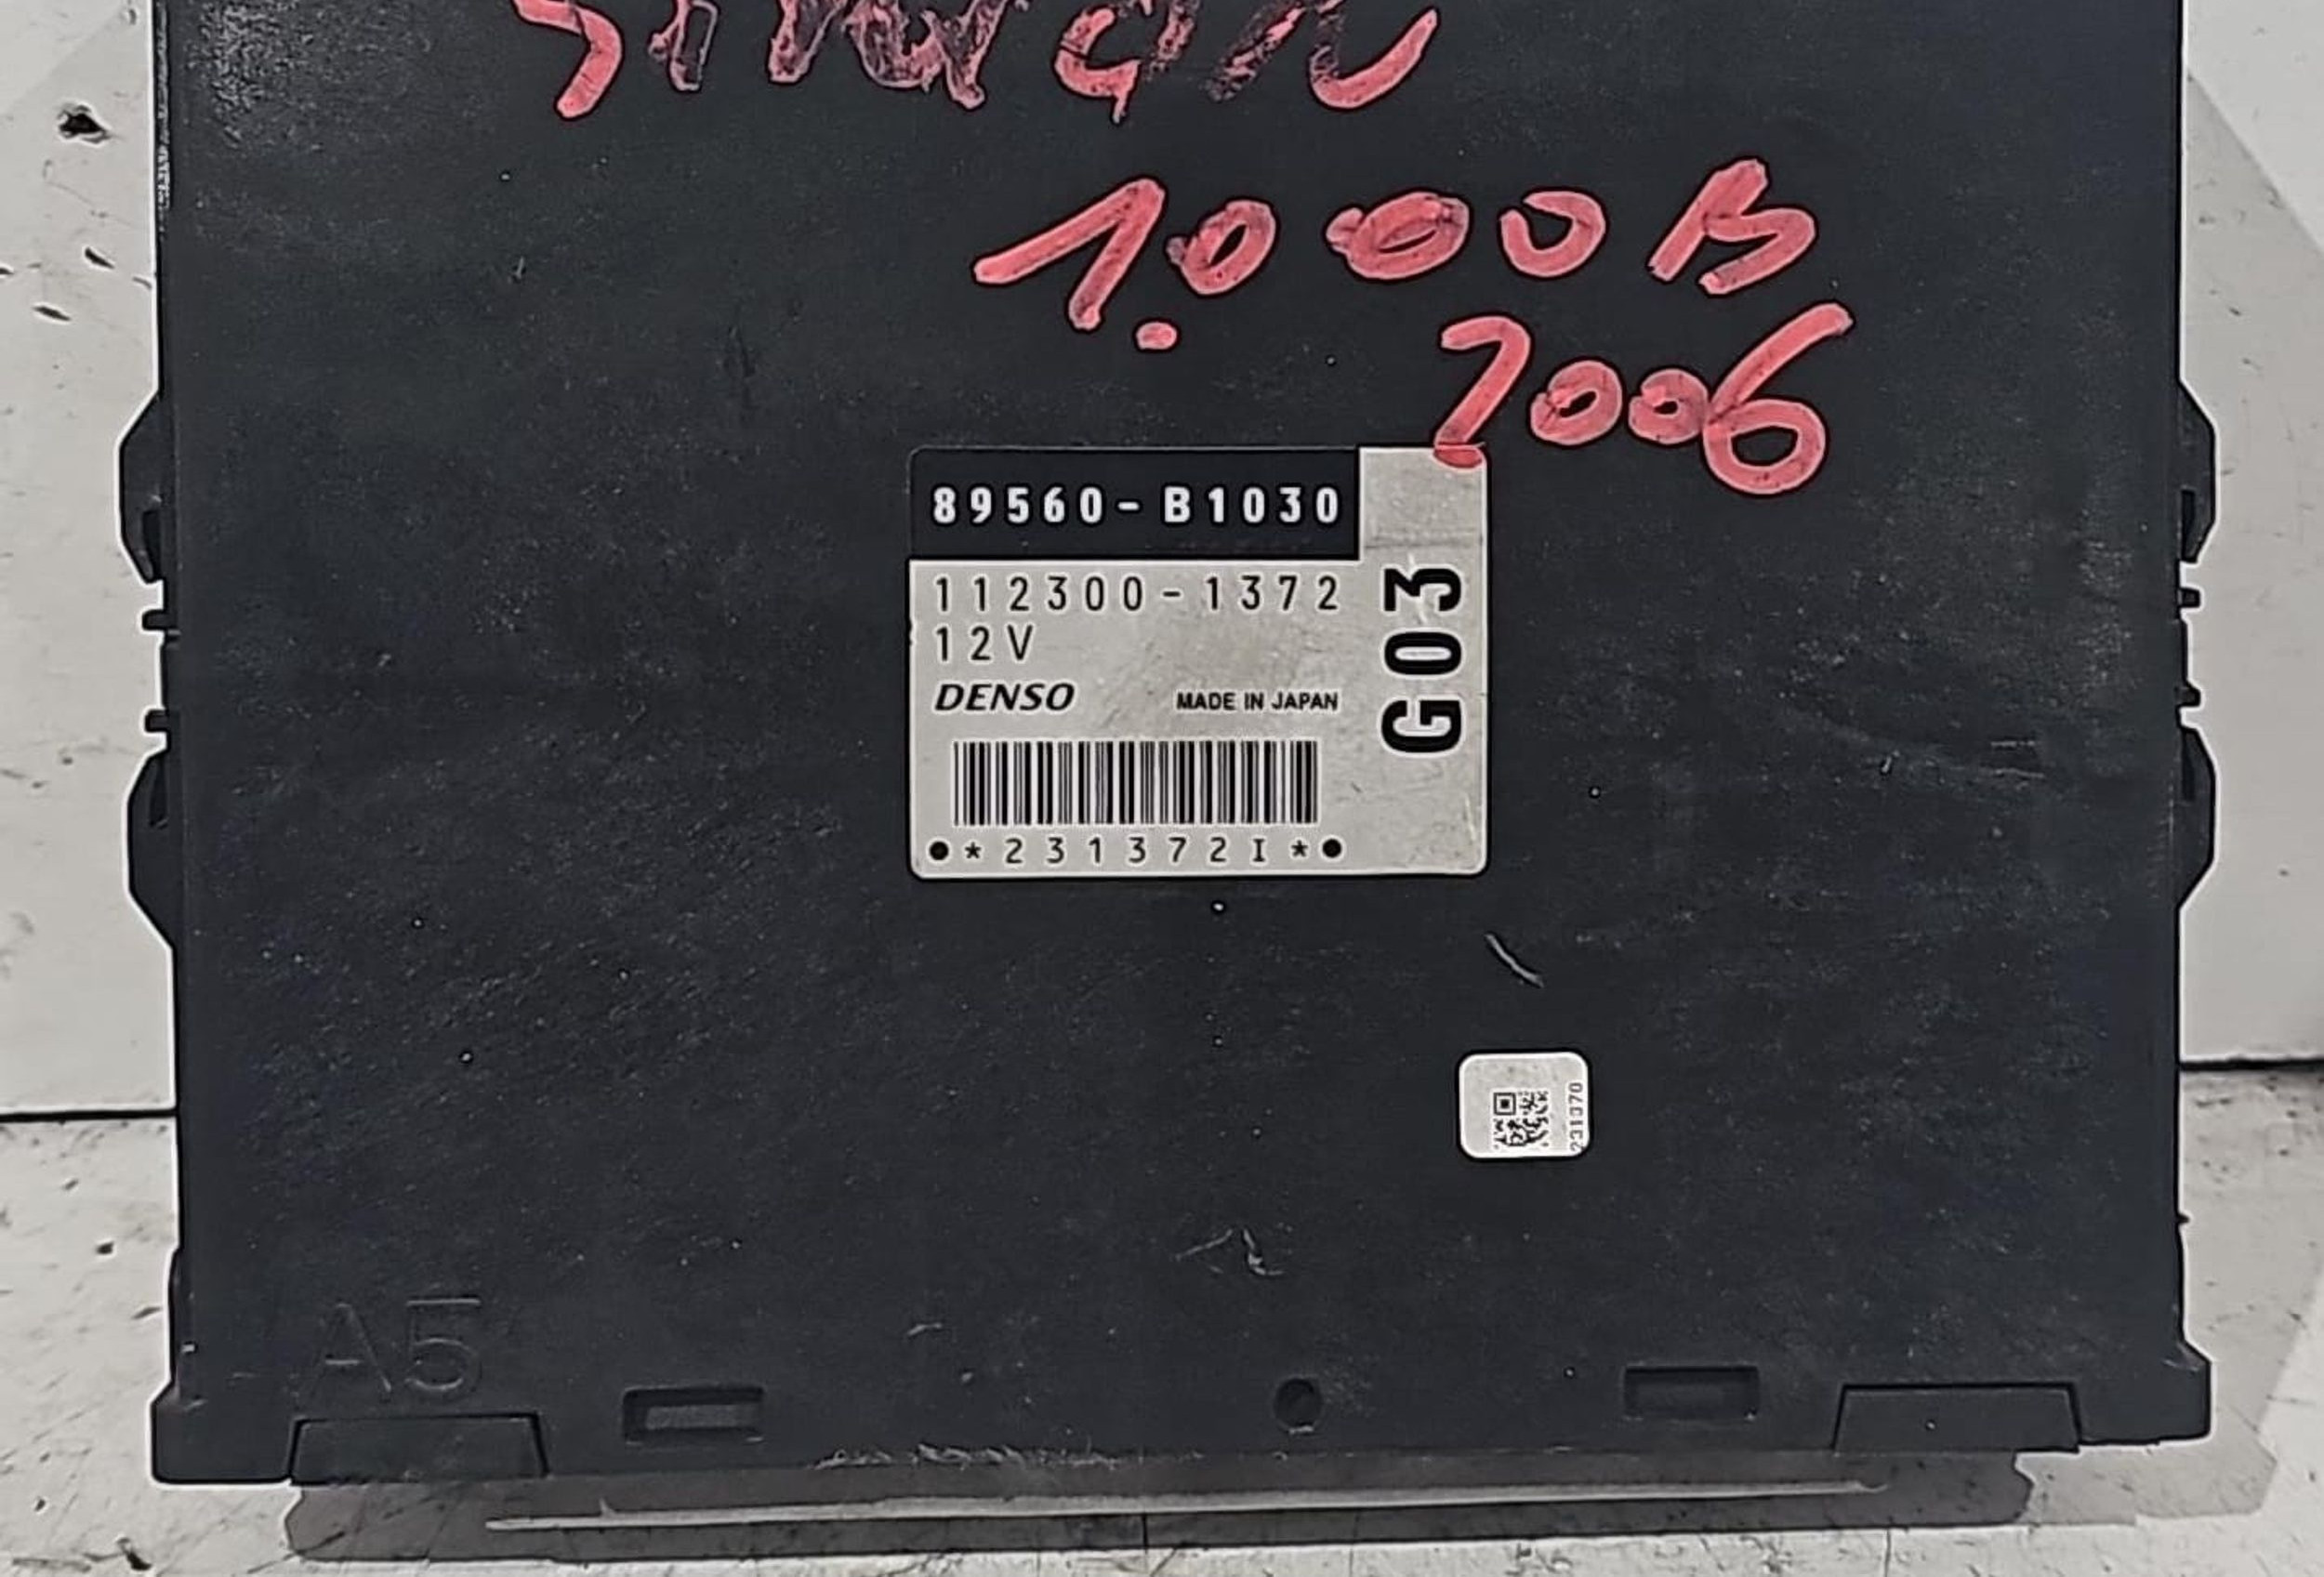 1.000B
2006
89560-B1030
112300-1372
12V
DENSO MADE IN JAPAN
G03
*231372I*
A5